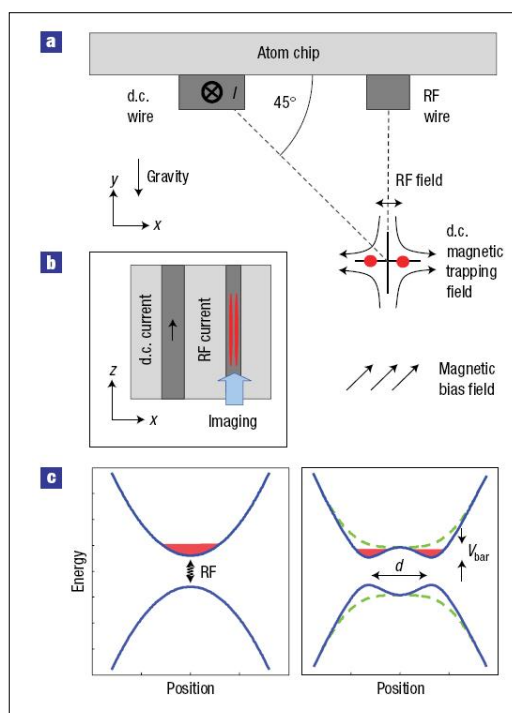 a
Atom chip
d.c.
wire
I
45°
RF
wire
Gravity
y
x
RF field
d.c.
magnetic
trapping
field
b
d.c. current
RF current
z
x
Imaging
Magnetic
bias field
c
Energy
RF
Position
d
V bar
Position